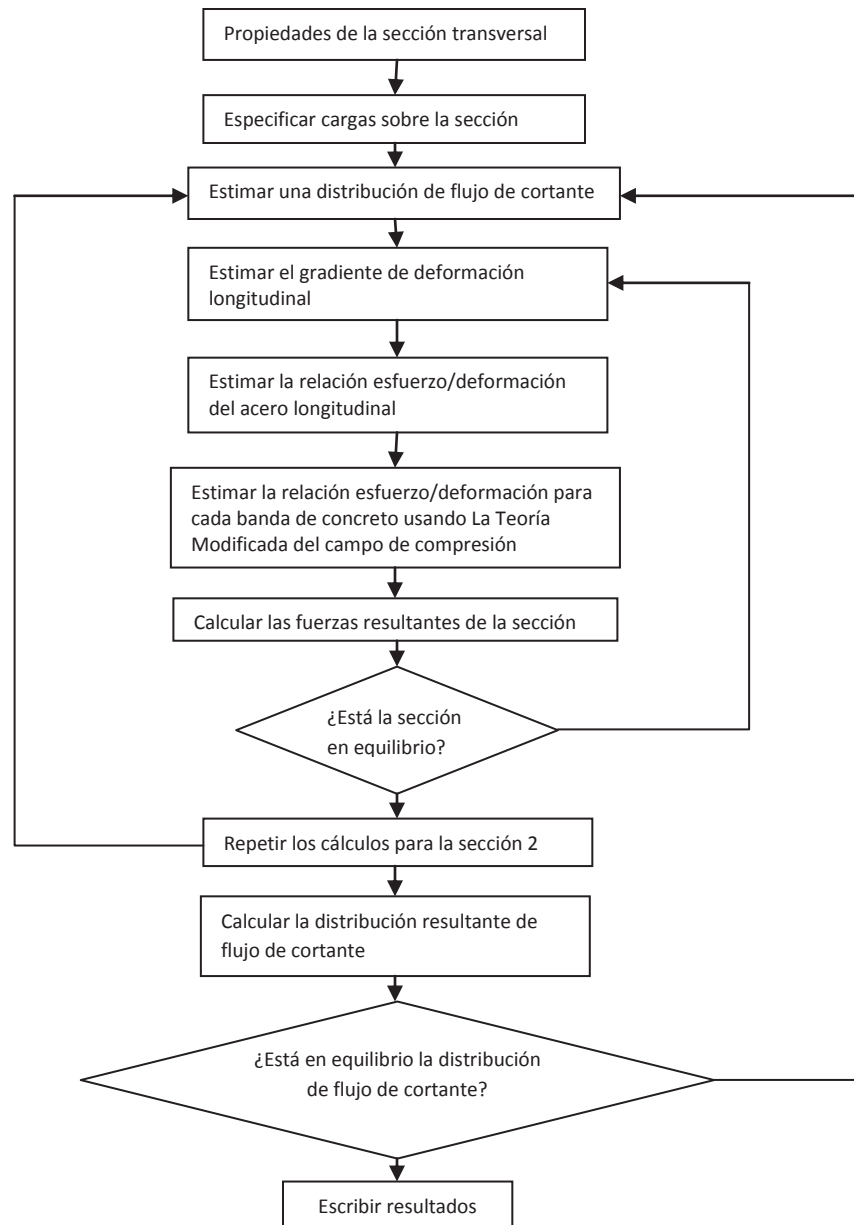 Propiedades de la sección transversal
Especificar cargas sobre la sección
Estimar una distribución de flujo de cortante
Estimar el gradiente de deformación
longitudinal
Estimar la relación esfuerzo/deformación
del acero longitudinal
Estimar la relación esfuerzo/deformación para
cada banda de concreto usando La Teoría
Modificada del campo de compresión
Calcular las fuerzas resultantes de la sección
¿Está la sección
en equilibrio?
Repetir los cálculos para la sección 2
Calcular la distribución resultante de
flujo de cortante
¿Está en equilibrio la distribución
de flujo de cortante?
Escribir resultados